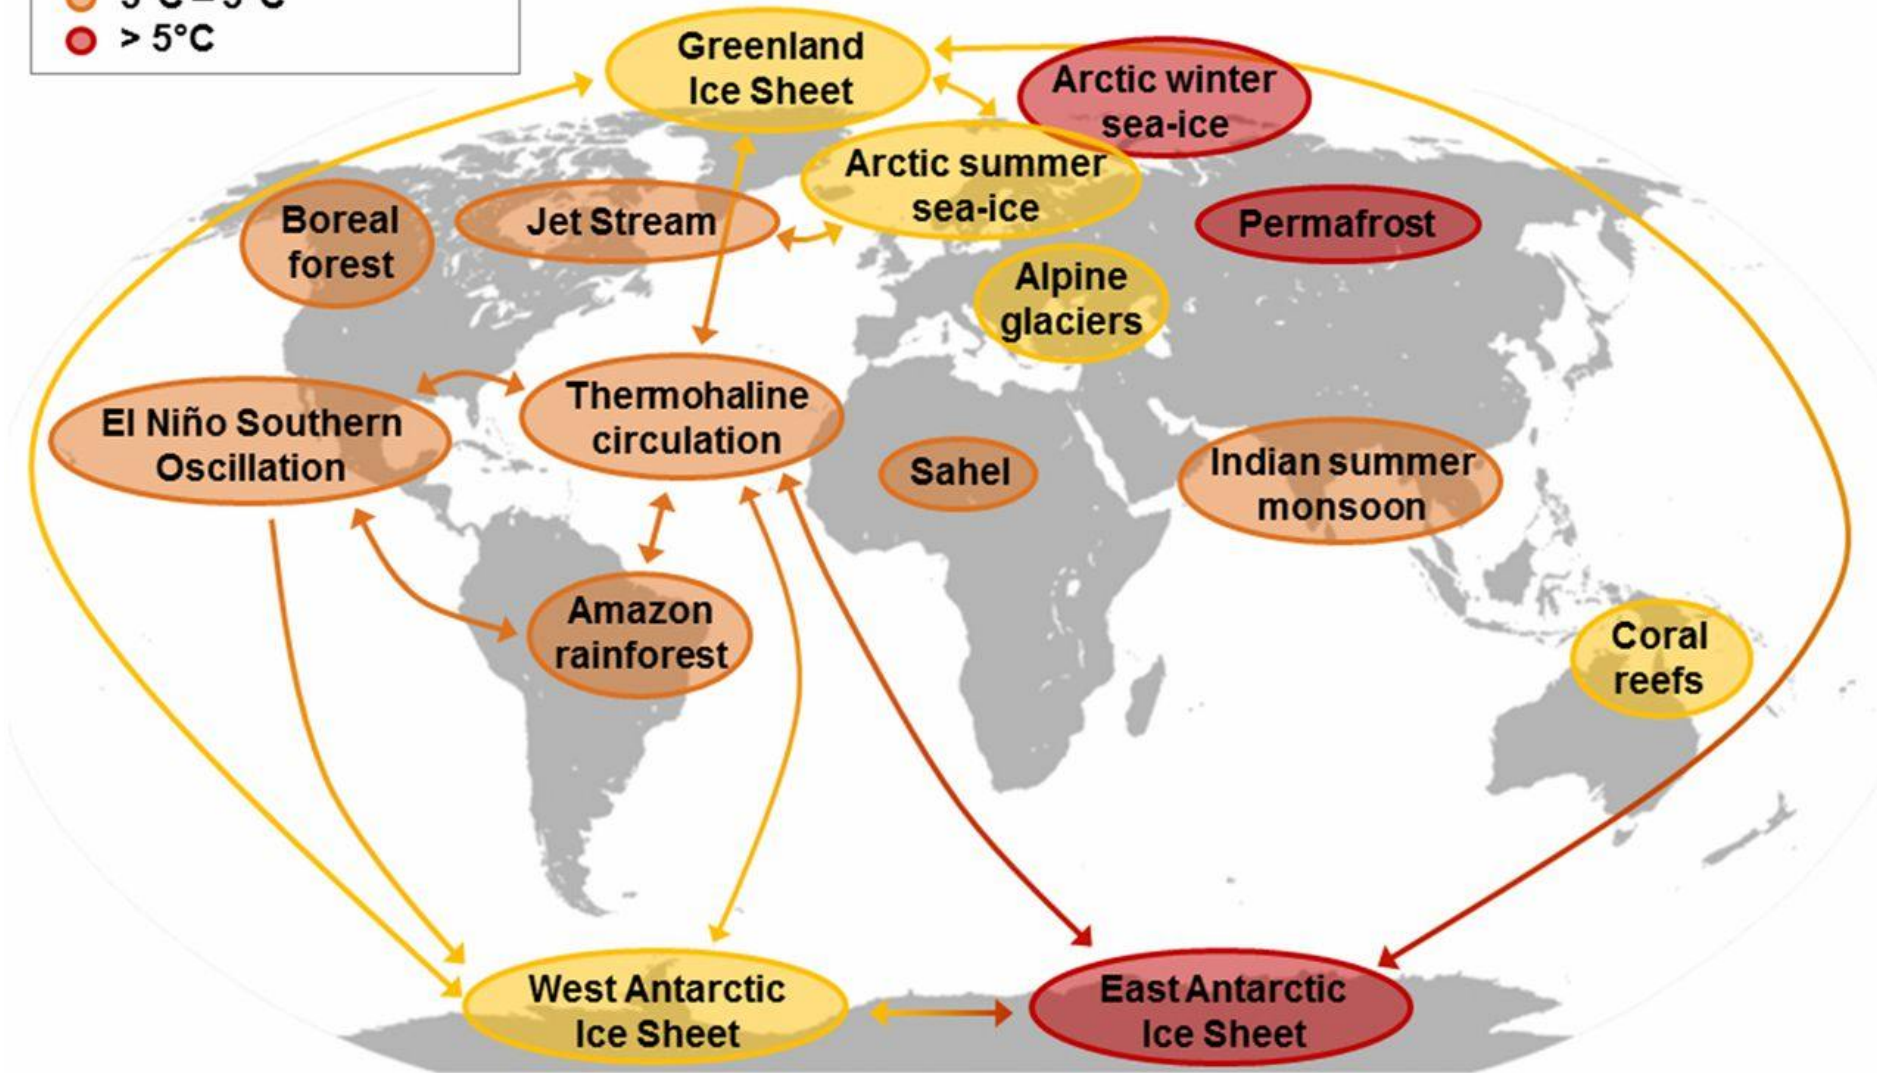 > 5°C
Greenland
Ice Sheet
Arctic winter
sea-ice
Arctic summer
sea-ice
Boreal
forest
Jet Stream
Permafrost
Alpine
glaciers
El Niño Southern
Oscillation
Thermohaline
circulation
Sahel
Indian summer
monsoon
Amazon
rainforest
Coral
reefs
West Antarctic
Ice Sheet
East Antarctic
Ice Sheet